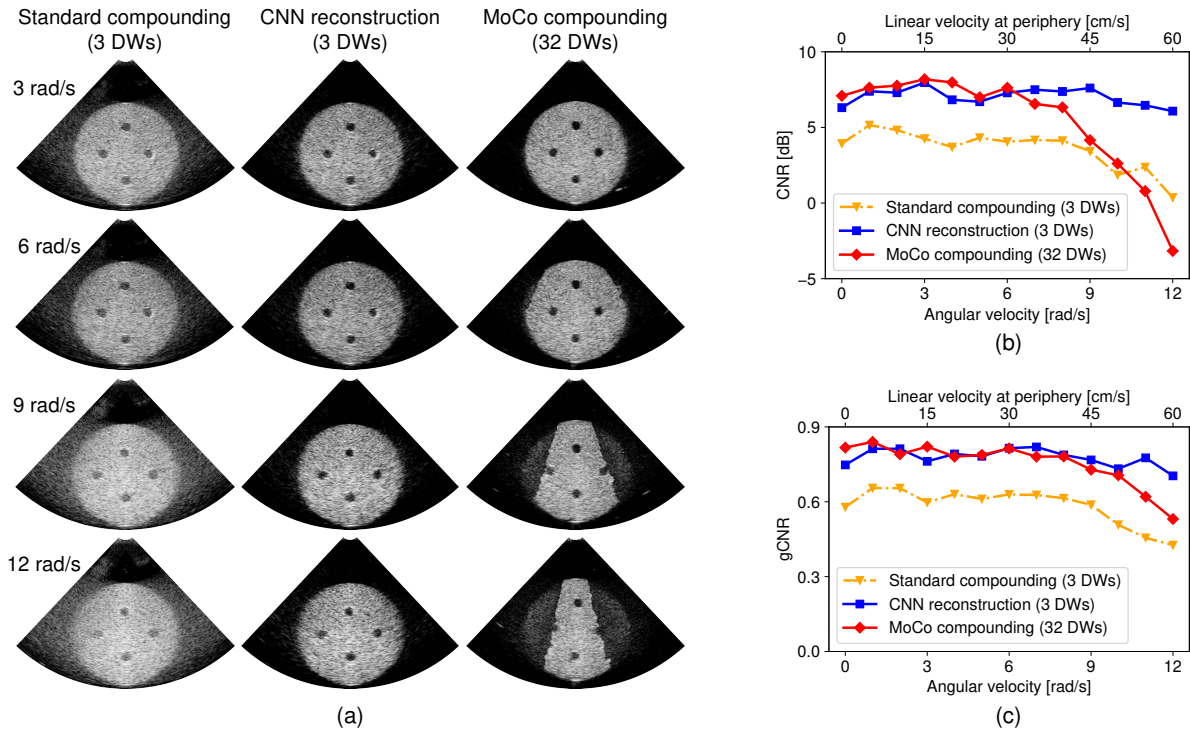 Standard compounding
(3 DWs)
CNN reconstruction
(3 DWs)
MoCo compounding
(32 DWs)
3 rad/s
6 rad/s
9 rad/s
12 rad/s
(a)
Linear velocity at periphery [cm/s]
0 15 30 45 60
10
5
0
−5
CNR [dB]
Standard compounding (3 DWs)
CNN reconstruction (3 DWs)
MoCo compounding (32 DWs)
0 3 6 9 12
Angular velocity [rad/s]
(b)
Linear velocity at periphery [cm/s]
0 15 30 45 60
0.9
0.6
0.3
0.0
gCNR
Standard compounding (3 DWs)
CNN reconstruction (3 DWs)
MoCo compounding (32 DWs)
0 3 6 9 12
Angular velocity [rad/s]
(c)